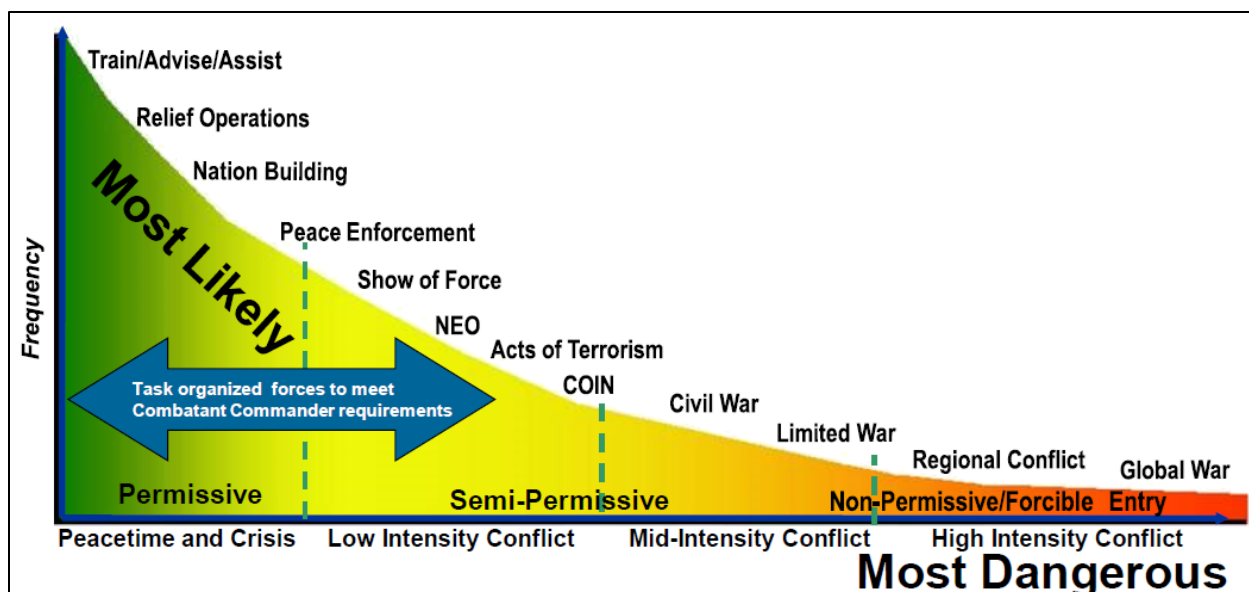 Train/Advise/Assist
Relief Operations
Nation Building
Most Likely
Peace Enforcement
Show of Force
NEO
Acts of Terrorism
COIN
Civil War
Limited War
Regional Conflict
Global War
Frequency
Task organized forces to meet
Combatant Commander requirements
Permissive
Semi-Permissive
Non-Permissive/Forcible Entry
Peacetime and Crisis
Low Intensity Conflict
Mid-Intensity Conflict
High Intensity Conflict
Most Dangerous